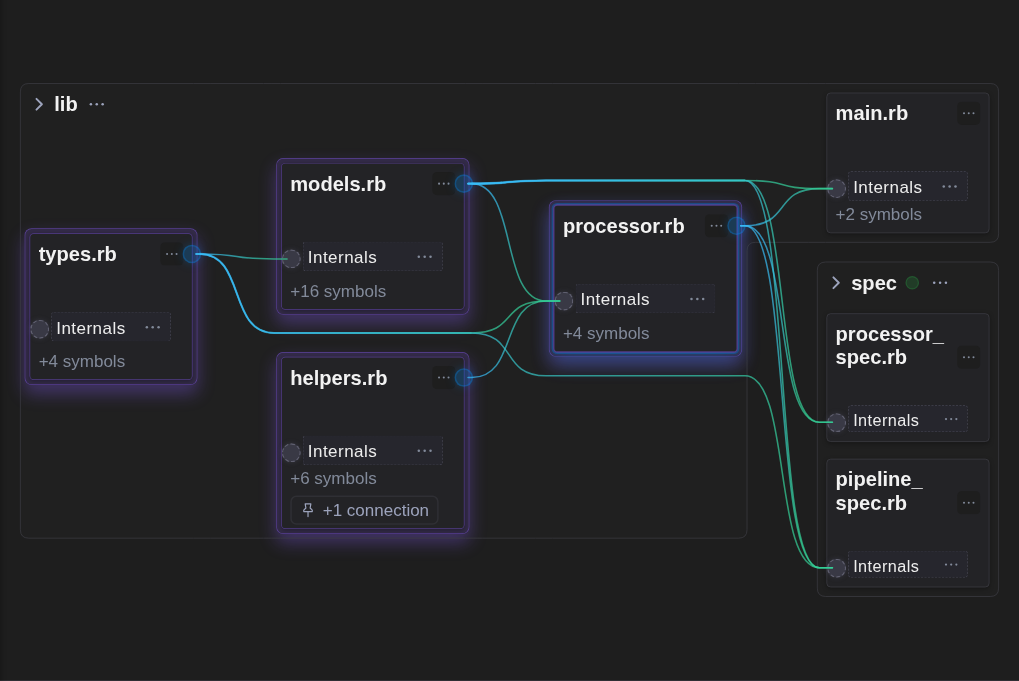 lib
types.rb
Internals
+4 symbols
models.rb
Internals
+16 symbols
helpers.rb
Internals
+6 symbols
+1 connection
processor.rb
Internals
+4 symbols
main.rb
Internals
+2 symbols
spec
processor_
spec.rb
Internals
pipeline_
spec.rb
Internals